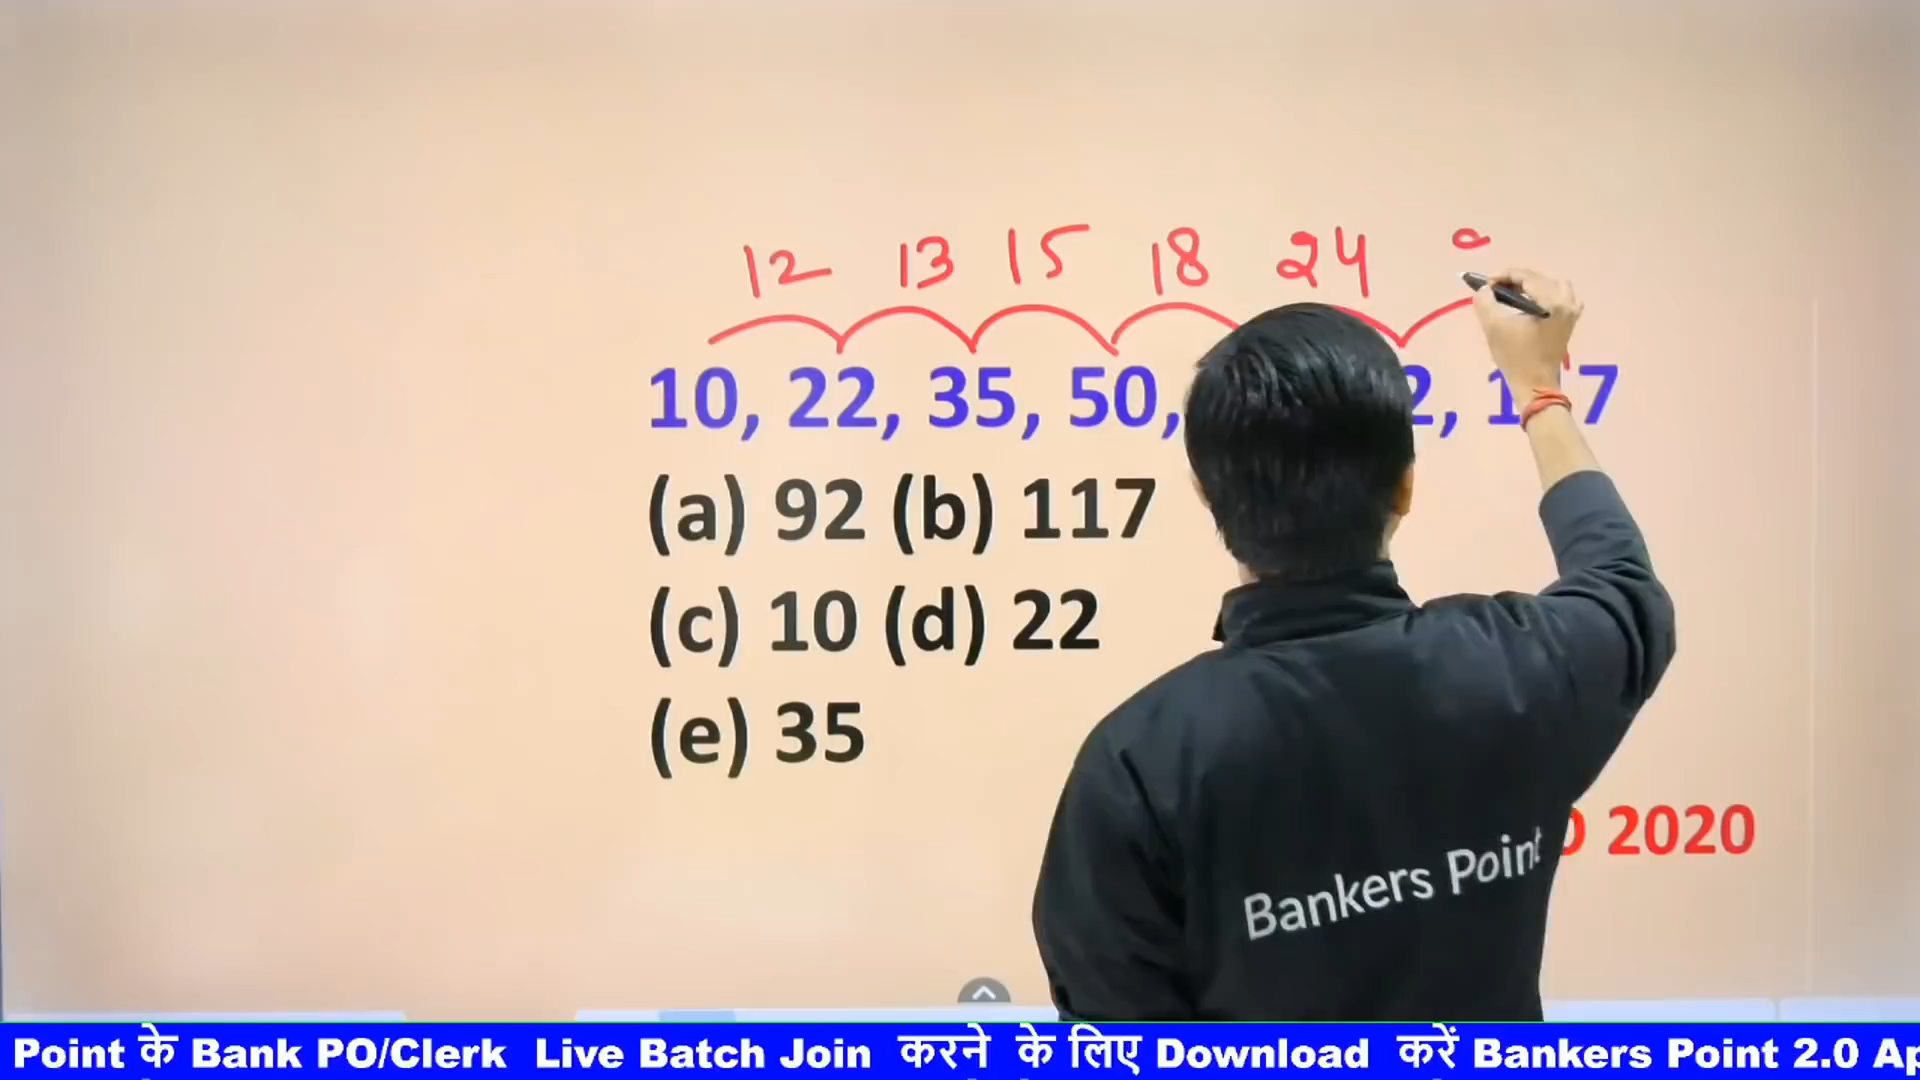 12 13 15 18 24
10, 22, 35, 50,
(a) 92 (b) 117
(c) 10 (d) 22
(e) 35
2020
Bankers Point
Point के Bank PO/Clerk Live Batch Join करने के लिए Download करें Bankers Point 2.0